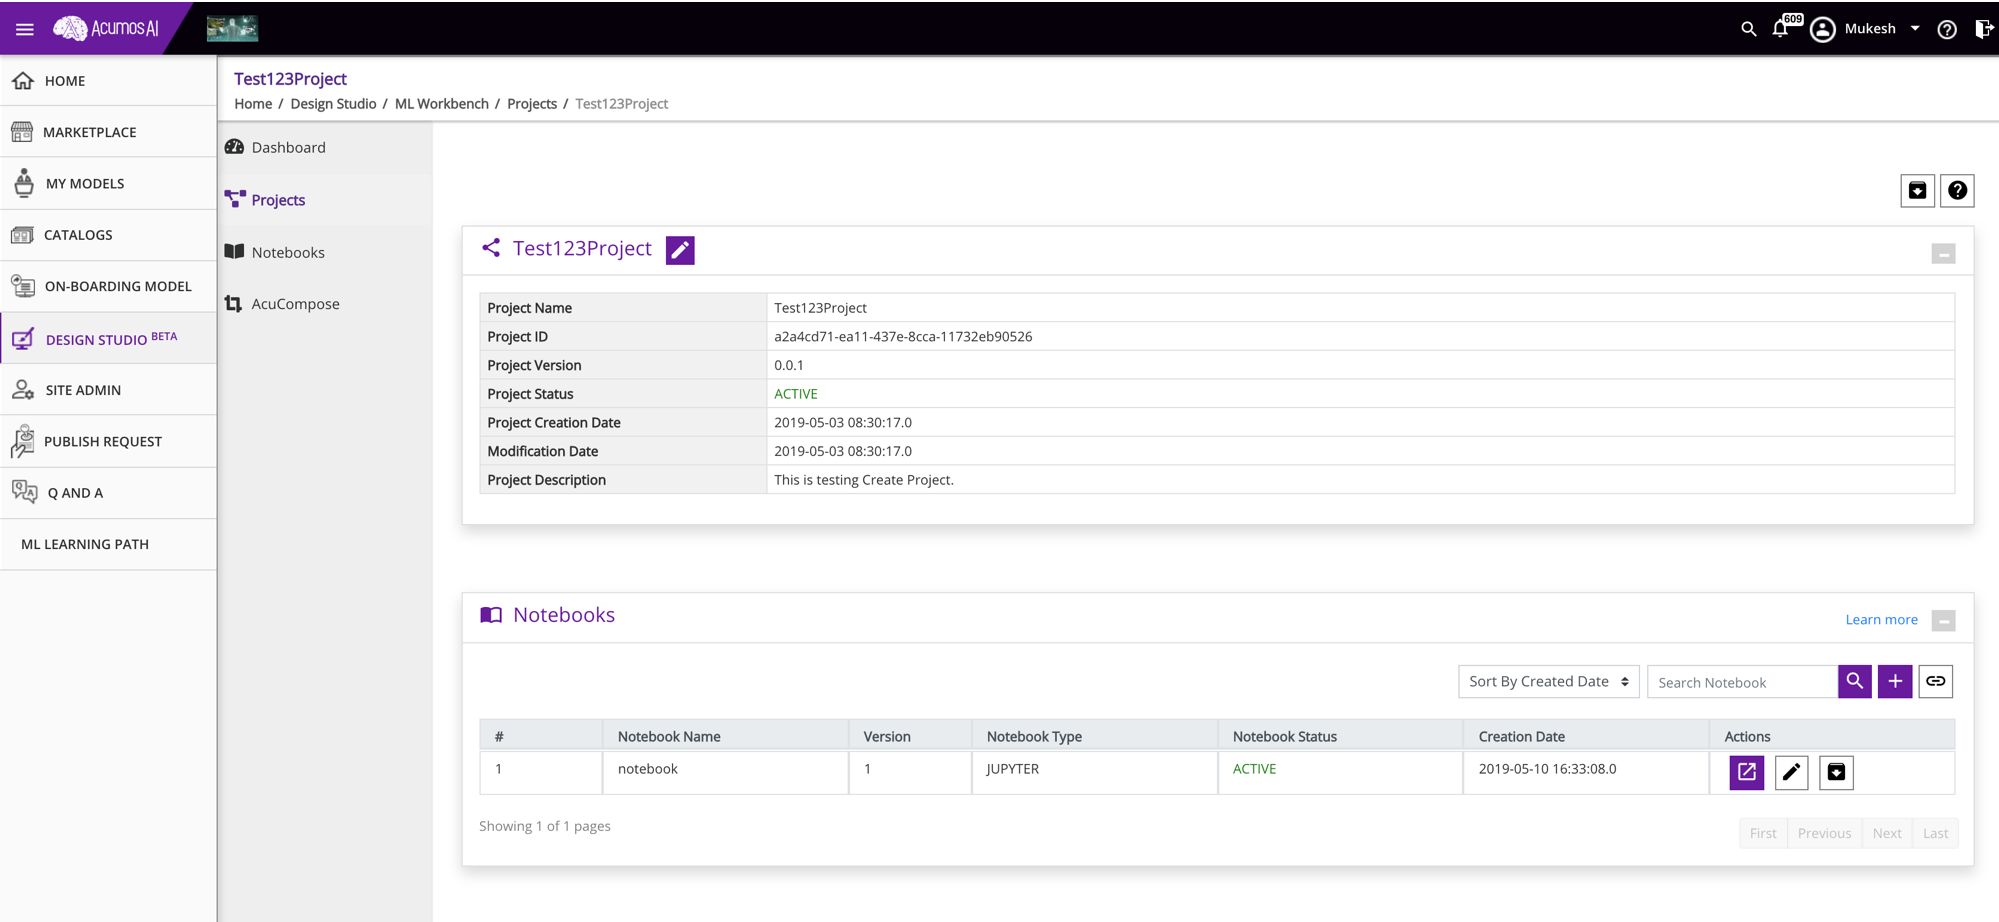 Acumos AI
609
Mukesh
HOME
MARKETPLACE
MY MODELS
CATALOGS
ON-BOARDING MODEL
DESIGN STUDIO BETA
SITE ADMIN
PUBLISH REQUEST
Q AND A
ML LEARNING PATH
Test123Project
Home / Design Studio / ML Workbench / Projects / Test123Project
Dashboard
Projects
Notebooks
AcuCompose
Test123Project
Project Name Test123Project
Project ID a2a4cd71-ea11-437e-8cca-11732eb90526
Project Version 0.0.1
Project Status ACTIVE
Project Creation Date 2019-05-03 08:30:17.0
Modification Date 2019-05-03 08:30:17.0
Project Description This is testing Create Project.
Notebooks
Learn more
Sort By Created Date Search Notebook
# Notebook Name Version Notebook Type Notebook Status Creation Date Actions
1 notebook 1 JUPYTER ACTIVE 2019-05-10 16:33:08.0
Showing 1 of 1 pages
First Previous Next Last